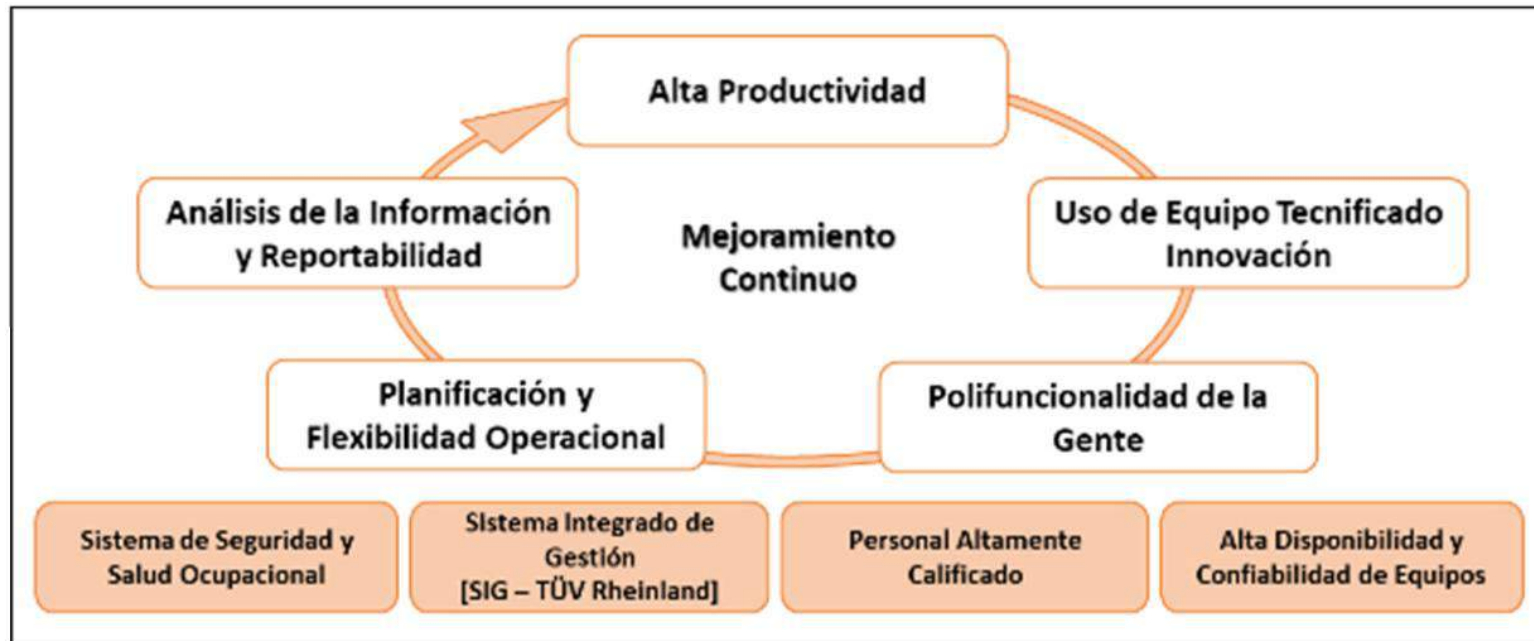 Alta Productividad
Análisis de la Información
y Reportabilidad
Mejoramiento
Continuo
Uso de Equipo Tecnificado
Innovación
Planificación y
Flexibilidad Operacional
Polifuncionalidad de la
Gente
Sistema de Seguridad y
Salud Ocupacional
Sistema Integrado de
Gestión
[SIG – TÜV Rheinland]
Personal Altamente
Calificado
Alta Disponibilidad y
Confiabilidad de Equipos